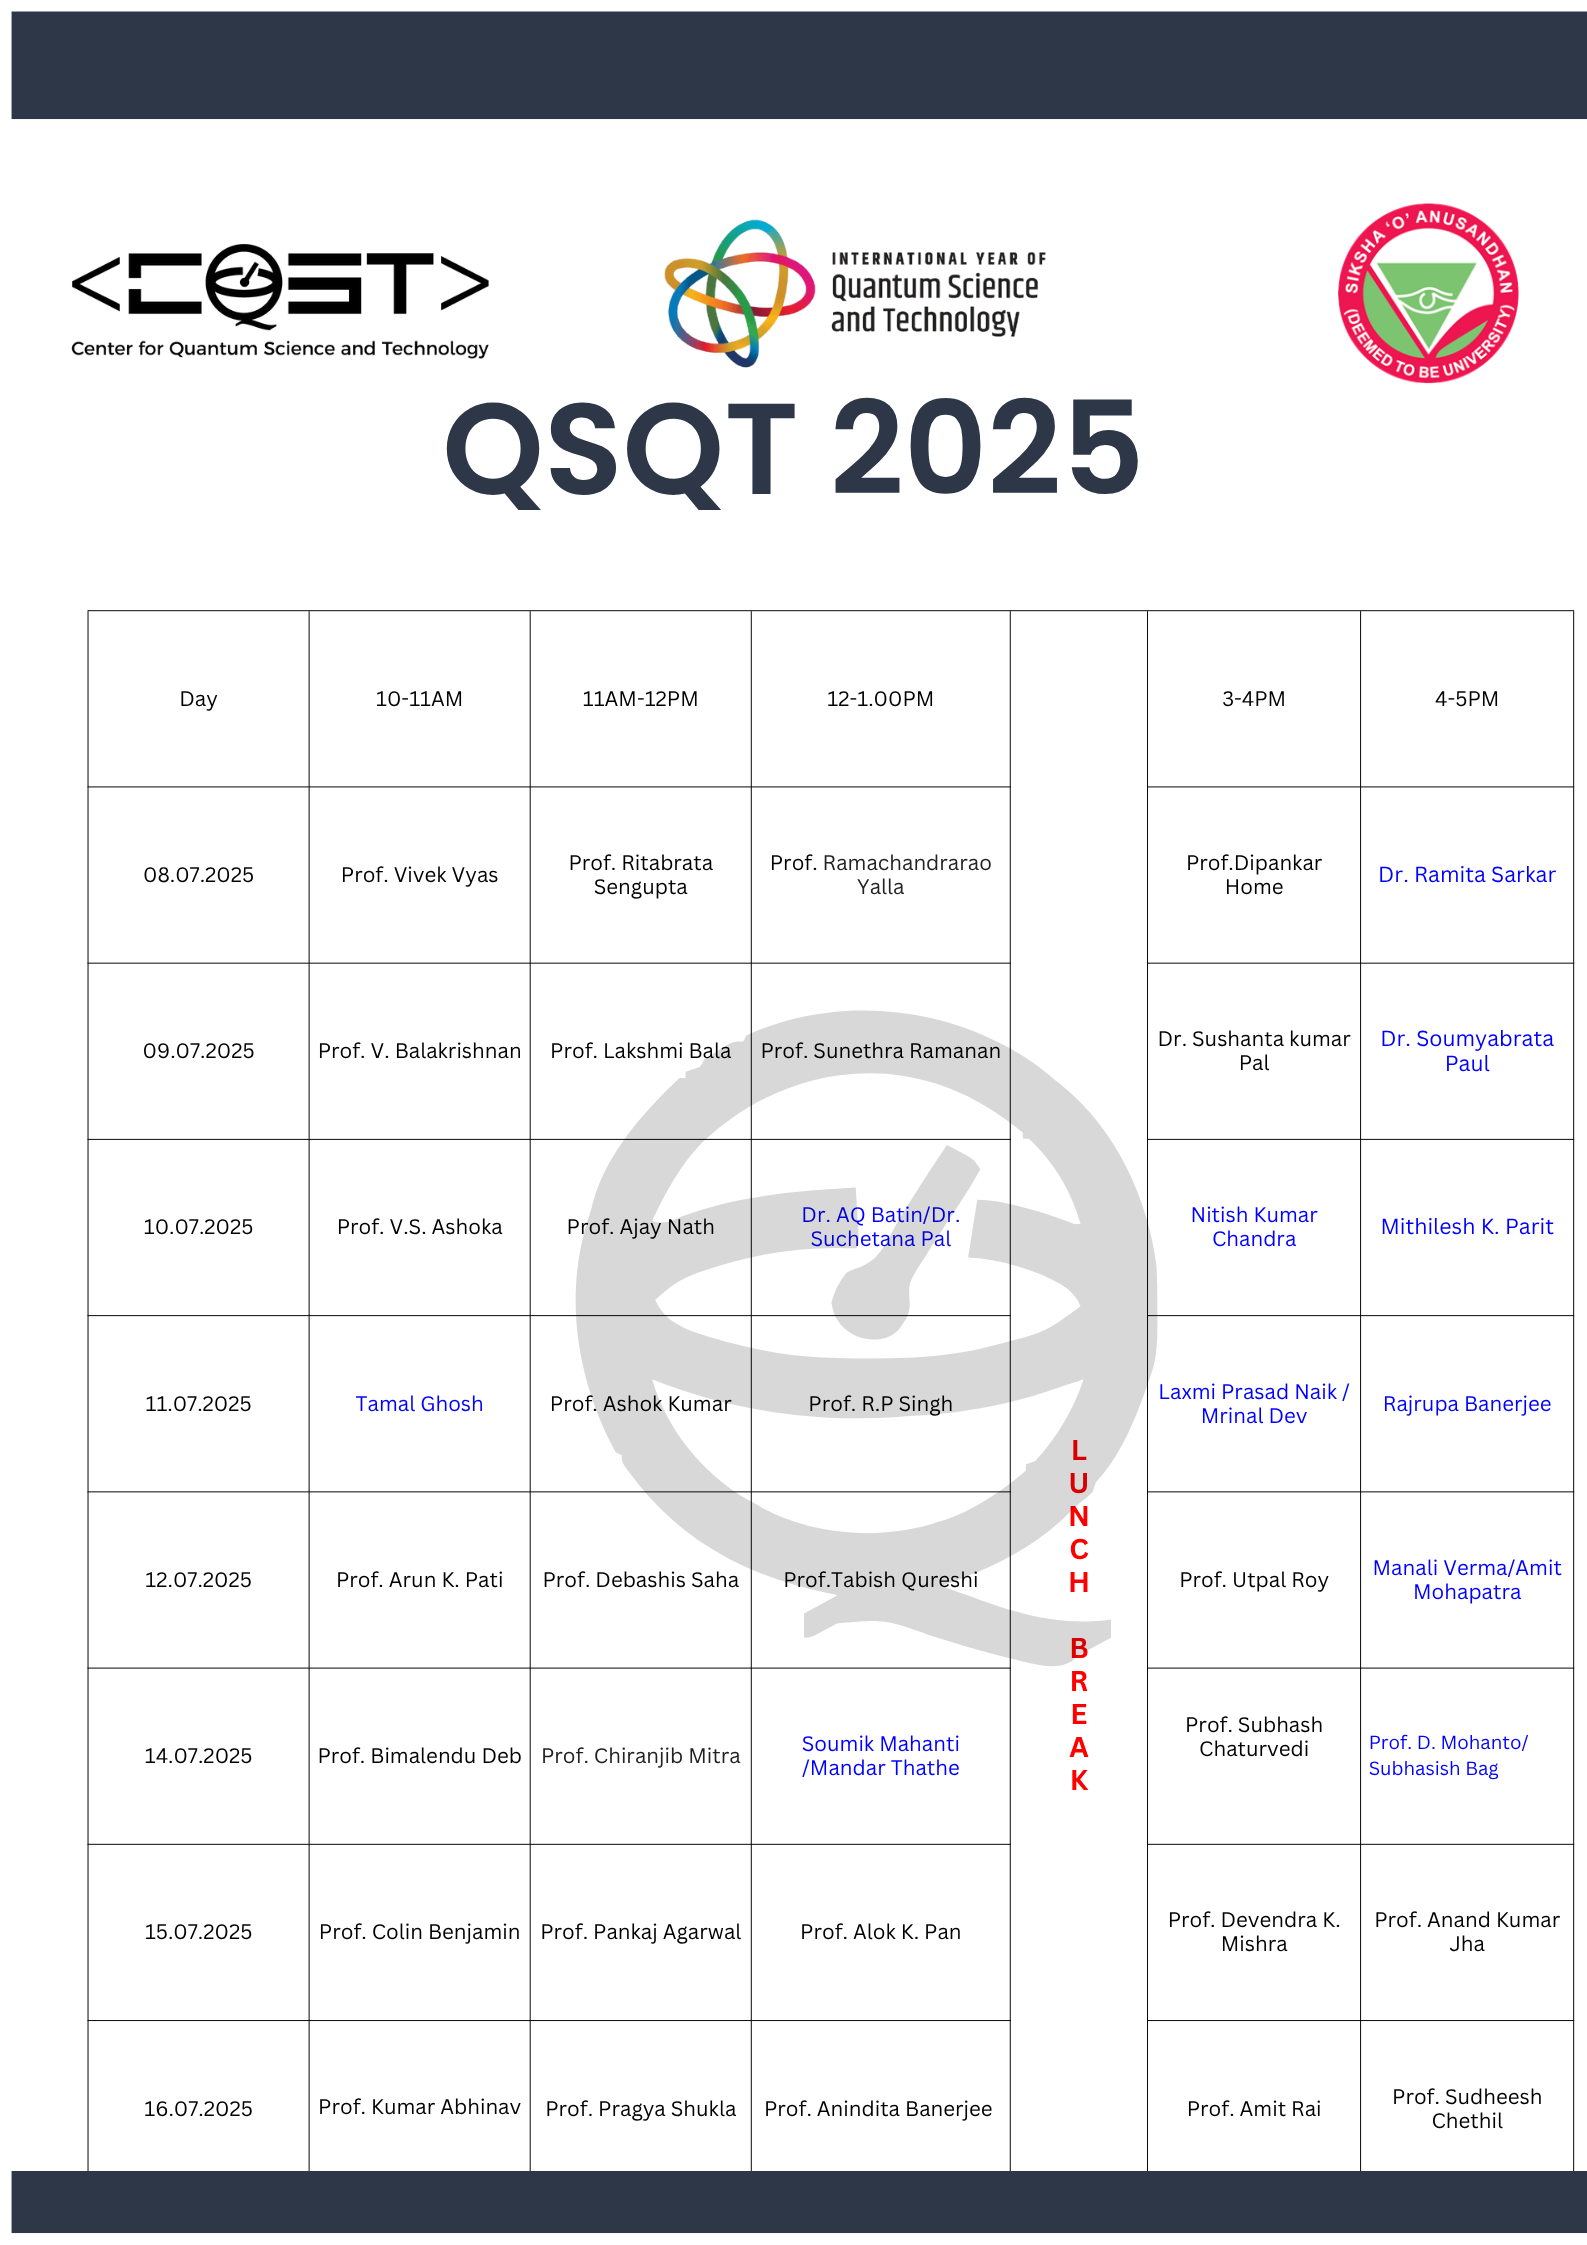 <CQST>
Center for Quantum Science and Technology
INTERNATIONAL YEAR OF
Quantum Science
and Technology
SIKSHA 'O' ANUSANDHAN
(DEEMED TO BE UNIVERSITY)
QSQT 2025
Day 10-11AM 11AM-12PM 12-1.00PM 3-4PM 4-5PM
08.07.2025 Prof. Vivek Vyas Prof. Ritabrata Prof. Ramachandrarao Prof.Dipankar Dr. Ramita Sarkar
Sengupta Yalla Home
09.07.2025 Prof. V. Balakrishnan Prof. Lakshmi Bala Prof. Sunethra Ramanan Dr. Sushanta kumar Dr. Soumyabrata
Pal Paul
10.07.2025 Prof. V.S. Ashoka Prof. Ajay Nath Dr. AQ Batin/Dr. Nitish Kumar Mithilesh K. Parit
Suchetana Pal Chandra
11.07.2025 Tamal Ghosh Prof. Ashok Kumar Prof. R.P Singh Laxmi Prasad Naik / Rajrupa Banerjee
Mrinal Dev
LUNCH BREAK
12.07.2025 Prof. Arun K. Pati Prof. Debashis Saha Prof.Tabish Qureshi Prof. Utpal Roy Manali Verma/Amit
Mohapatra
14.07.2025 Prof. Bimalendu Deb Prof. Chiranjib Mitra Soumik Mahanti Prof. Subhash Prof. D. Mohanto/
/Mandar Thathe Chaturvedi Subhasish Bag
15.07.2025 Prof. Colin Benjamin Prof. Pankaj Agarwal Prof. Alok K. Pan Prof. Devendra K. Prof. Anand Kumar
Mishra Jha
16.07.2025 Prof. Kumar Abhinav Prof. Pragya Shukla Prof. Anindita Banerjee Prof. Amit Rai Prof. Sudheesh
Chethil